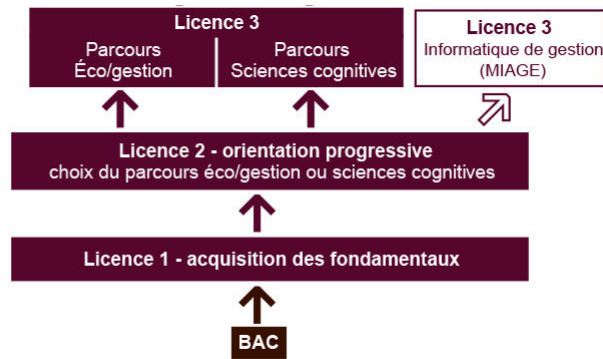 Licence 3
Parcours
Éco/gestion
Parcours
Sciences cognitives
Licence 3
Informatique de gestion
(MIAGE)
Licence 2 - orientation progressive
choix du parcours éco/gestion ou sciences cognitives
Licence 1 - acquisition des fondamentaux
BAC